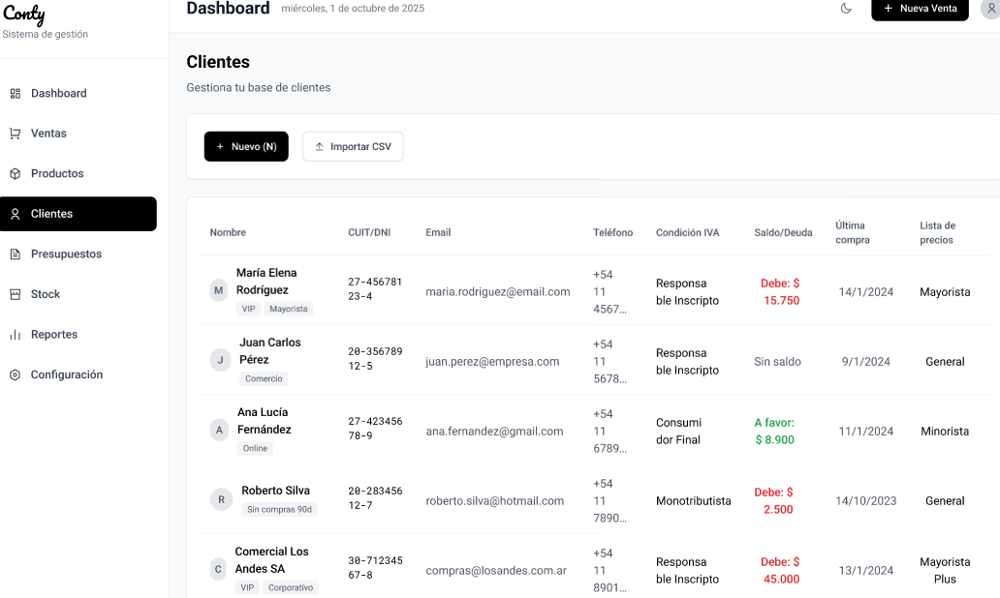 Conty
Sistema de gestión
Dashboard miércoles, 1 de octubre de 2025
+ Nueva Venta
Dashboard
Ventas
Productos
Clientes
Presupuestos
Stock
Reportes
Configuración
Clientes
Gestiona tu base de clientes
+ Nuevo (N)
Importar CSV
Nombre CUIT/DNI Email Teléfono Condición IVA Saldo/Deuda Última compra Lista de precios
M
María Elena
Rodríguez
VIP Mayorista
27-456781
23-4
maria.rodriguez@email.com
+54
11
4567...
Responsa
ble Inscripto
Debe: $
15.750
14/1/2024
Mayorista
J
Juan Carlos
Pérez
Comercio
20-356789
12-5
juan.perez@empresa.com
+54
11
5678...
Responsa
ble Inscripto
Sin saldo
9/1/2024
General
A
Ana Lucía
Fernández
Online
27-423456
78-9
ana.fernandez@gmail.com
+54
11
6789...
Consumi
dor Final
A favor:
$ 8.900
11/1/2024
Minorista
R
Roberto Silva
Sin compras 90d
20-283456
12-7
roberto.silva@hotmail.com
+54
11
7890...
Monotributista
Debe: $
2.500
14/10/2023
General
C
Comercial Los
Andes SA
VIP Corporativo
30-712345
67-8
compras@losandes.com.ar
+54
11
8901...
Responsa
ble Inscripto
Debe: $
45.000
13/1/2024
Mayorista
Plus